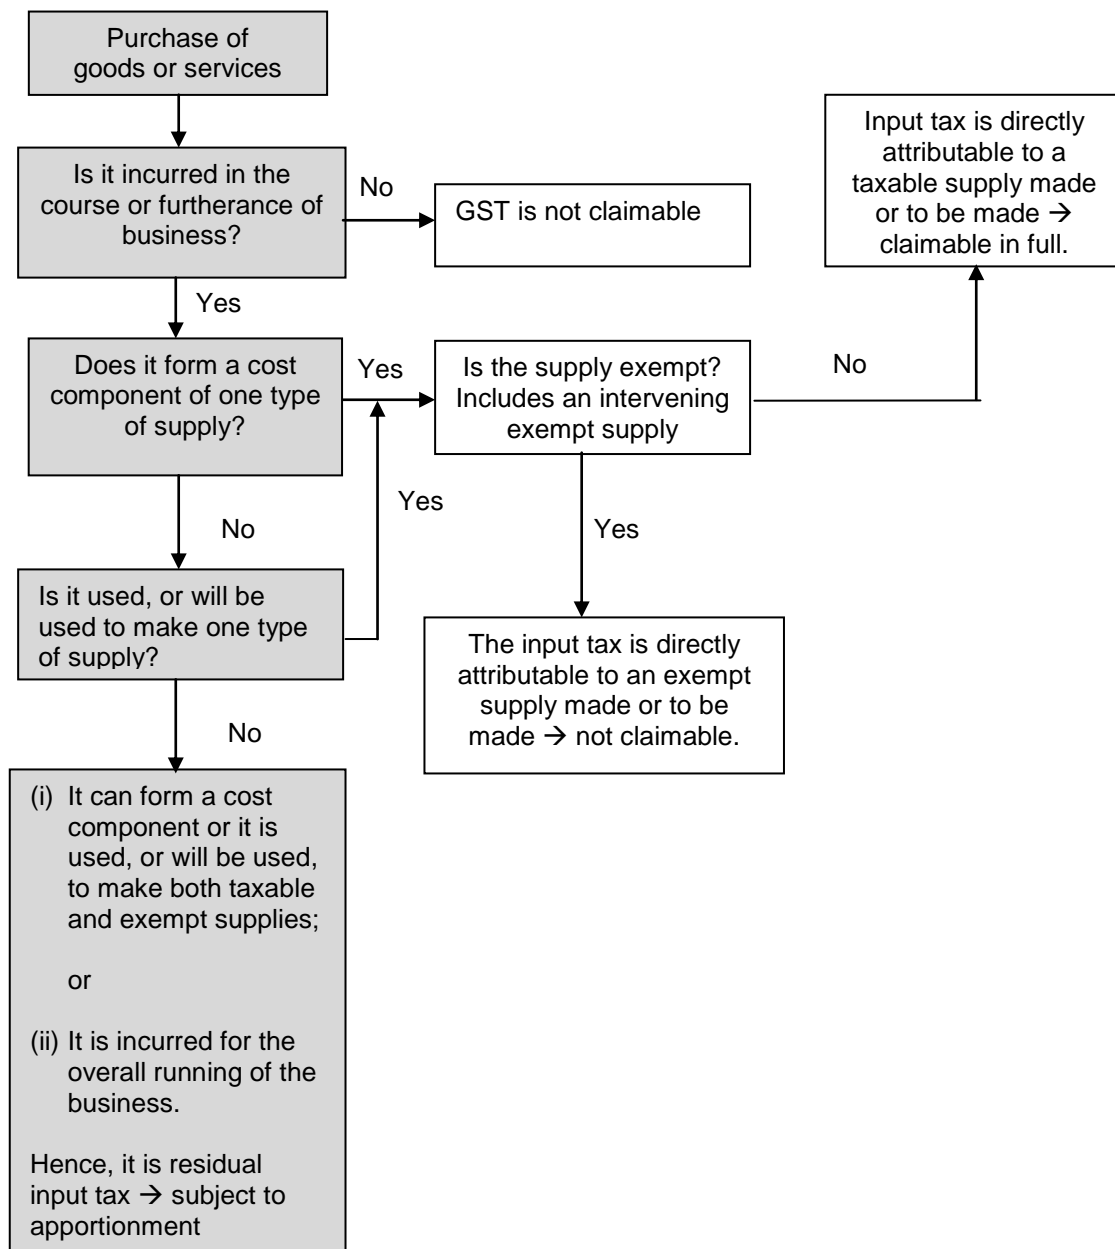 Purchase of
goods or services
Is it incurred in the
course or furtherance of
business?
No
GST is not claimable
Input tax is directly
attributable to a
taxable supply made
or to be made →
claimable in full.
Yes
Does it form a cost
component of one type
of supply?
Yes
Is the supply exempt?
Includes an intervening
exempt supply
No
Yes
No
Yes
Is it used, or will be
used to make one type
of supply?
The input tax is directly
attributable to an exempt
supply made or to be
made → not claimable.
No
(i) It can form a cost
component or it is
used, or will be used,
to make both taxable
and exempt supplies;
or
(ii) It is incurred for the
overall running of the
business.
Hence, it is residual
input tax → subject to
apportionment